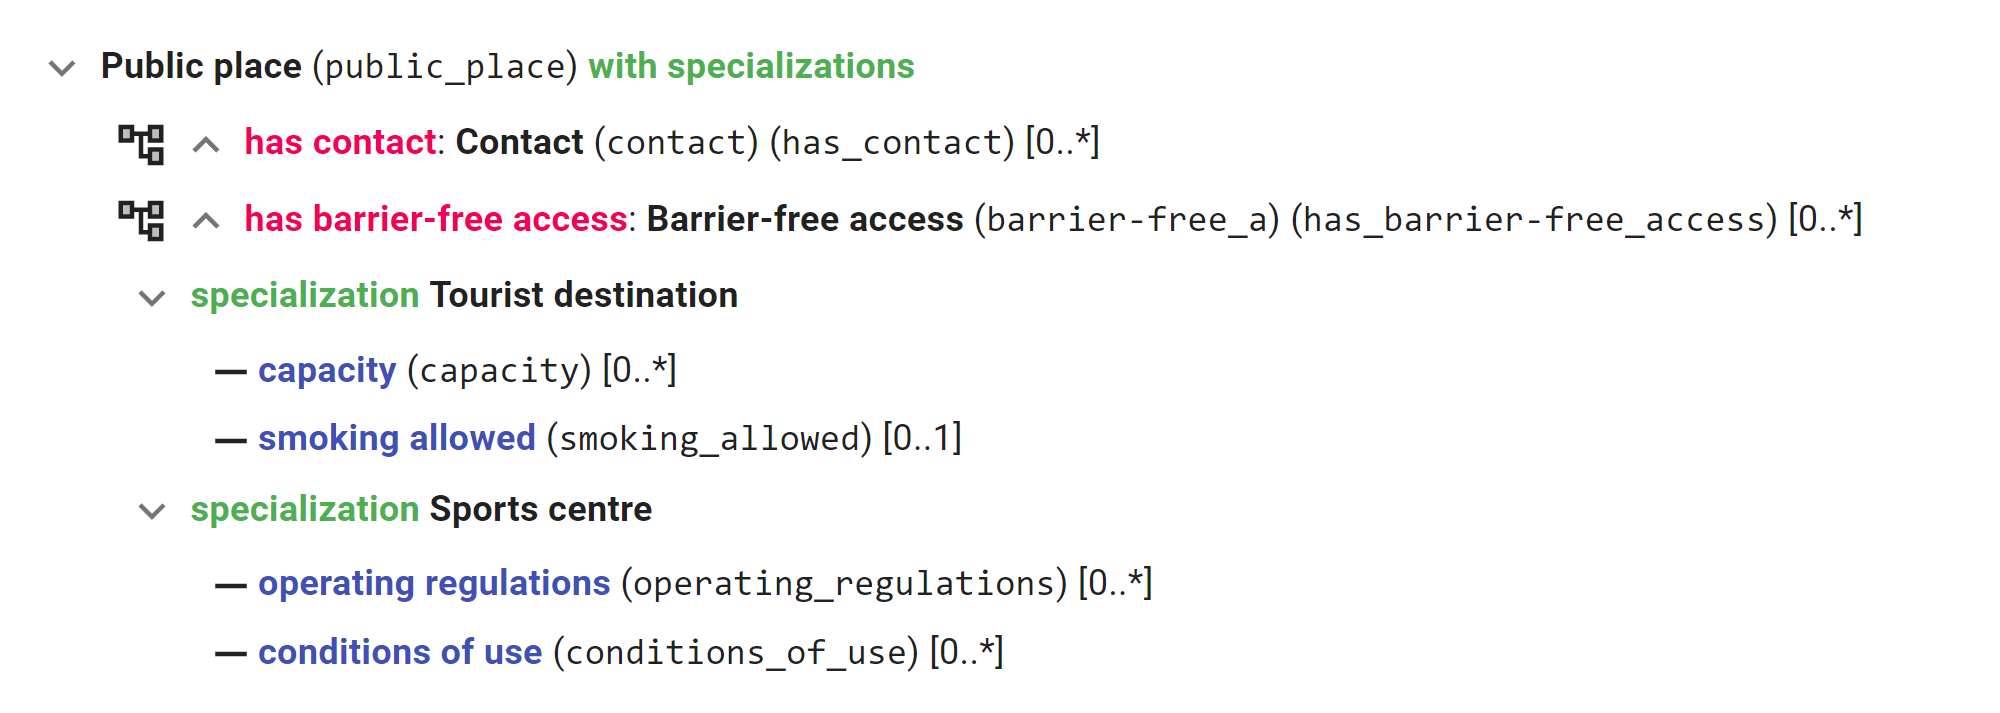 Public place (public_place) with specializations
has contact: Contact (contact) (has_contact) [0..*]
has barrier-free access: Barrier-free access (barrier-free_a) (has_barrier-free_access) [0..*]
specialization Tourist destination
— capacity (capacity) [0..*]
— smoking allowed (smoking_allowed) [0..1]
specialization Sports centre
— operating regulations (operating_regulations) [0..*]
— conditions of use (conditions_of_use) [0..*]